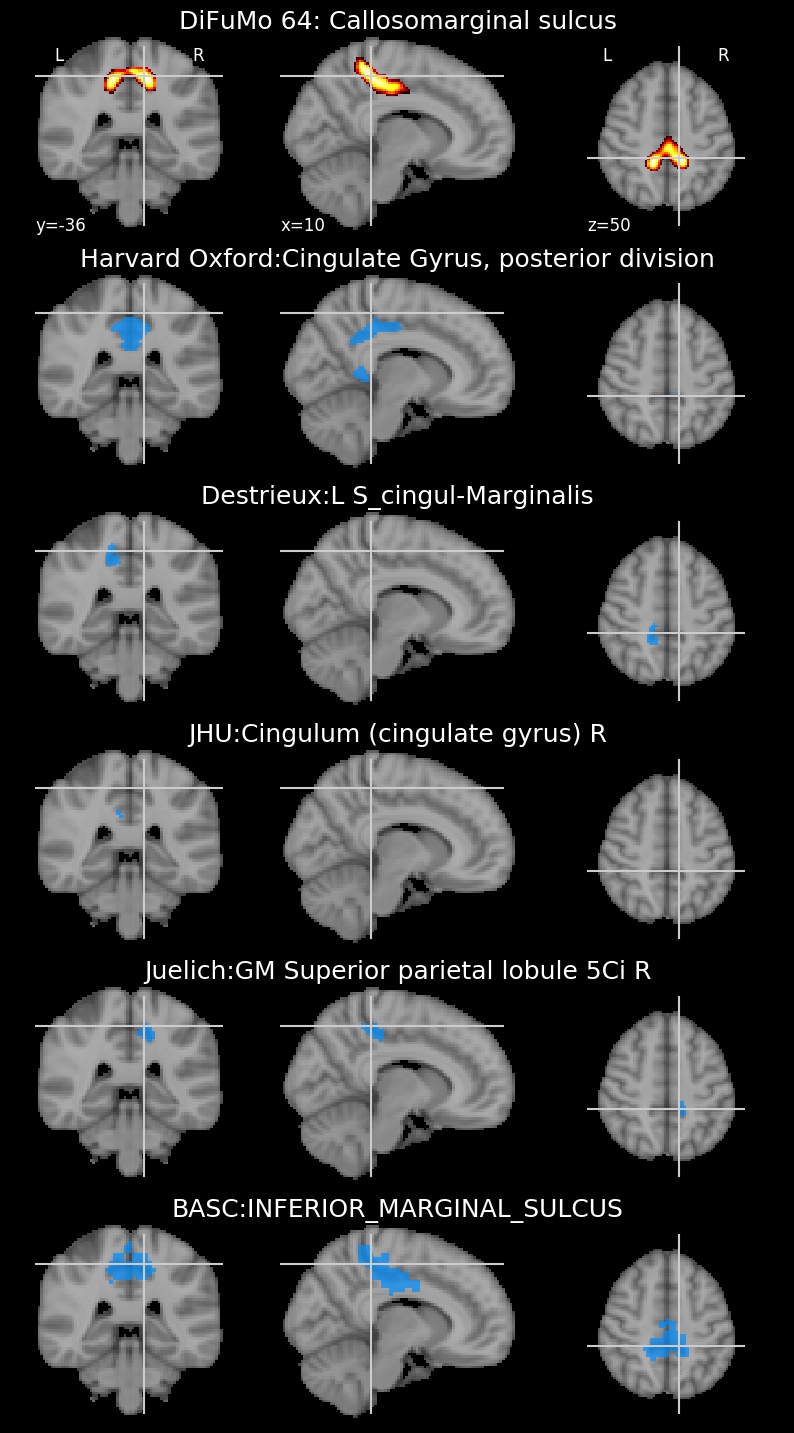 DiFuMo 64: Callosomarginal sulcus
L R L R
y=-36 x=10 z=50
Harvard Oxford:Cingulate Gyrus, posterior division
Destrieux:L S_cingul-Marginalis
JHU:Cingulum (cingulate gyrus) R
Juelich:GM Superior parietal lobule 5Ci R
BASC:INFERIOR_MARGINAL_SULCUS